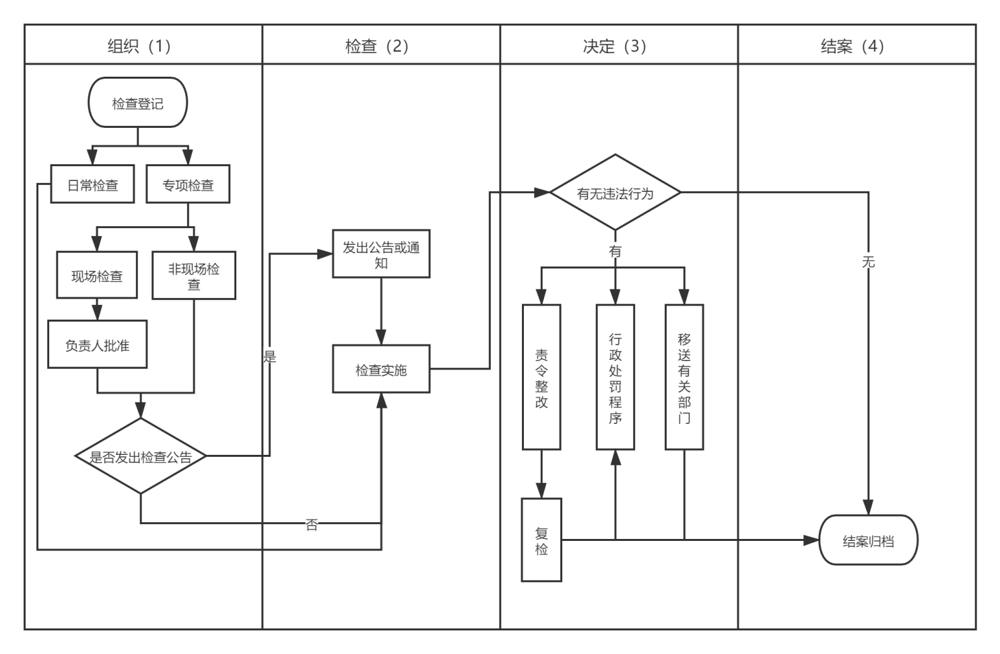 组织（1）
检查（2）
决定（3）
结案（4）
检查登记
日常检查
专项检查
现场检查
非现场检
查
负责人批准
是否发出检查公告
是
否
发出公告或通
知
检查实施
有无违法行为
有
无
责
令
整
改
行
政
处
罚
程
序
移
送
有
关
部
门
复
检
结案归档